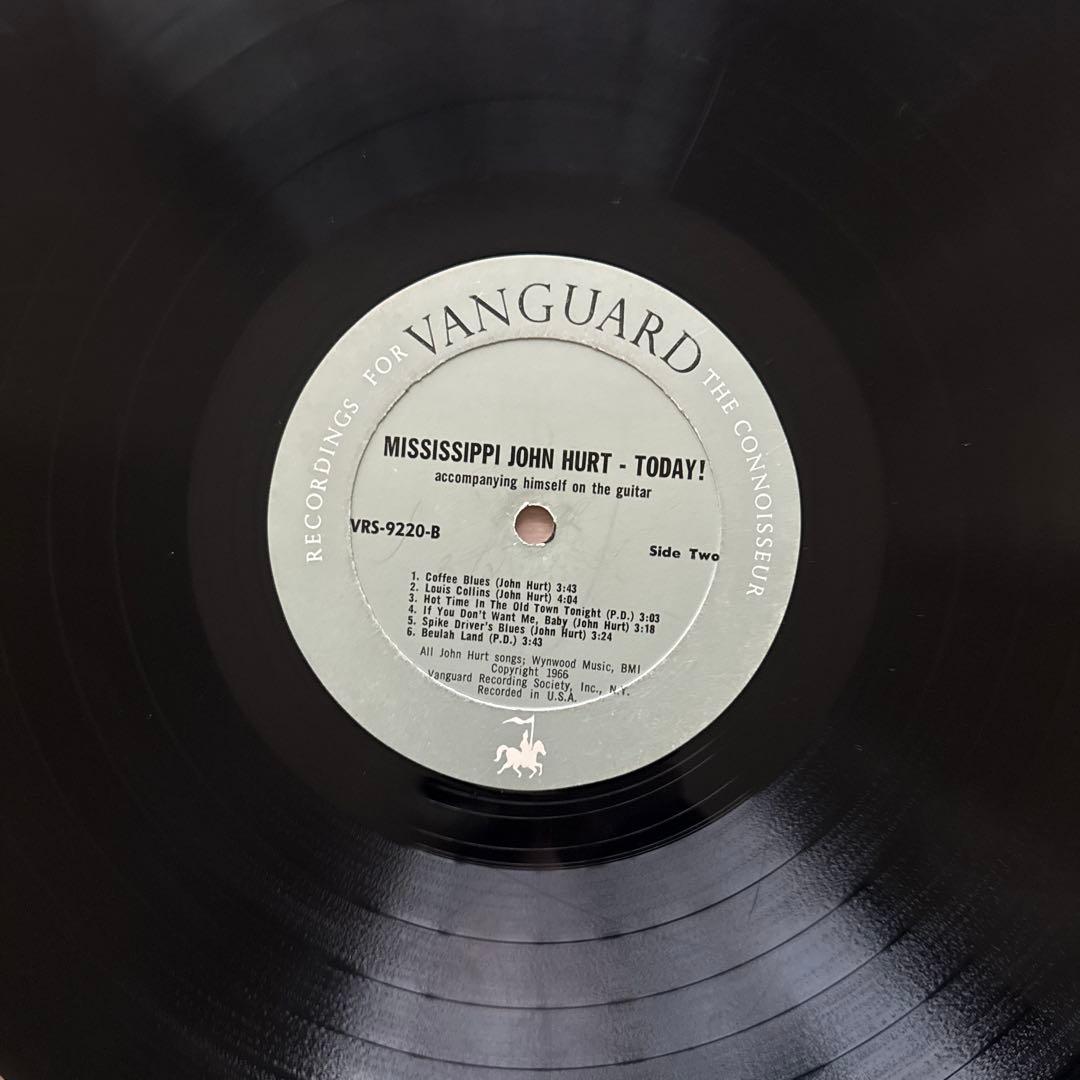 RECORDINGS FOR VANGUARD THE CONNOISSEUR
MISSISSIPPI JOHN HURT - TODAY!
accompanying himself on the guitar
VRS-9220-B
Side Two
1. Coffee Blues (John Hurt) 3:43
2. Louis Collins (John Hurt) 4:04
3. Hot Time In The Old Town Tonight (P.D.) 3:03
4. If You Don't Want Me, Baby (John Hurt) 3:18
5. Spike Driver's Blues (John Hurt) 3:24
6. Beulah Land (P.D.) 3:43
All John Hurt songs; Wynwood Music, BMI
Copyright 1966
Vanguard Recording Society, Inc., N.Y.
Recorded in U.S.A.